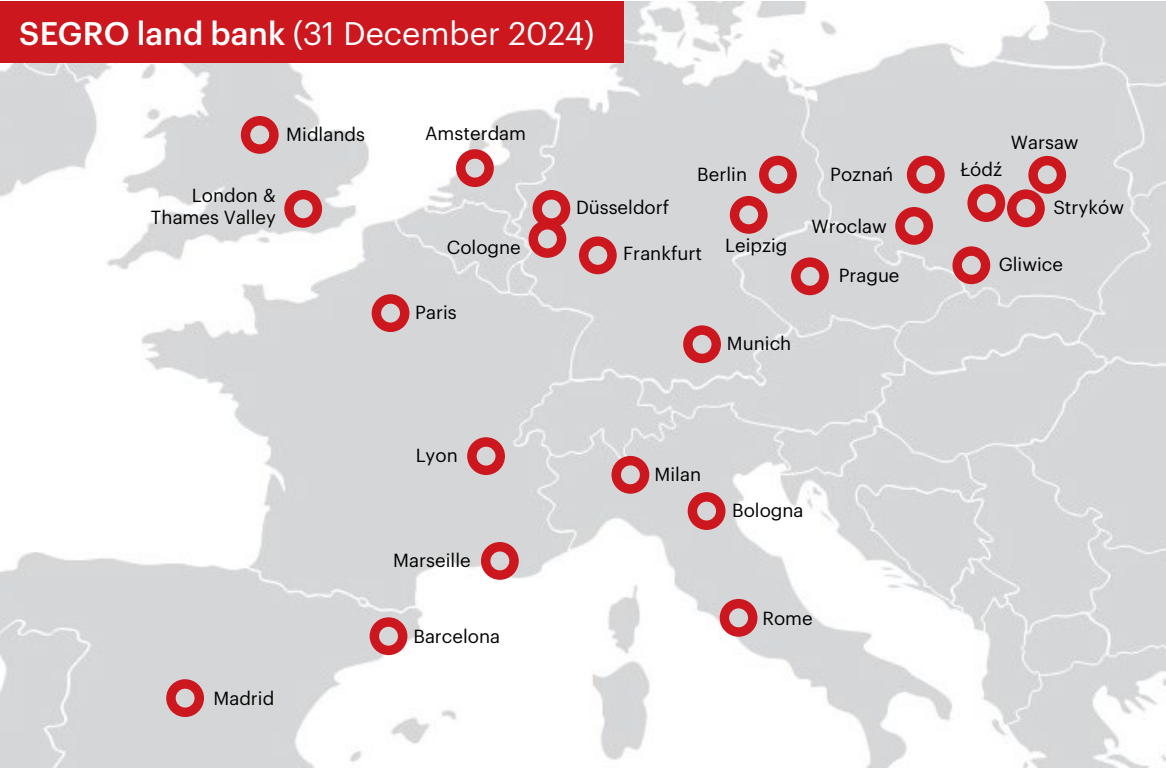 SEGRO land bank (31 December 2024)
Midlands
Amsterdam
Warsaw
Berlin
Poznań
Łódź
London &
Thames Valley
Düsseldorf
Stryków
Wroclaw
Leipzig
Cologne
Frankfurt
Gliwice
Prague
Paris
Munich
Lyon
Milan
Bologna
Marseille
Rome
Barcelona
Madrid